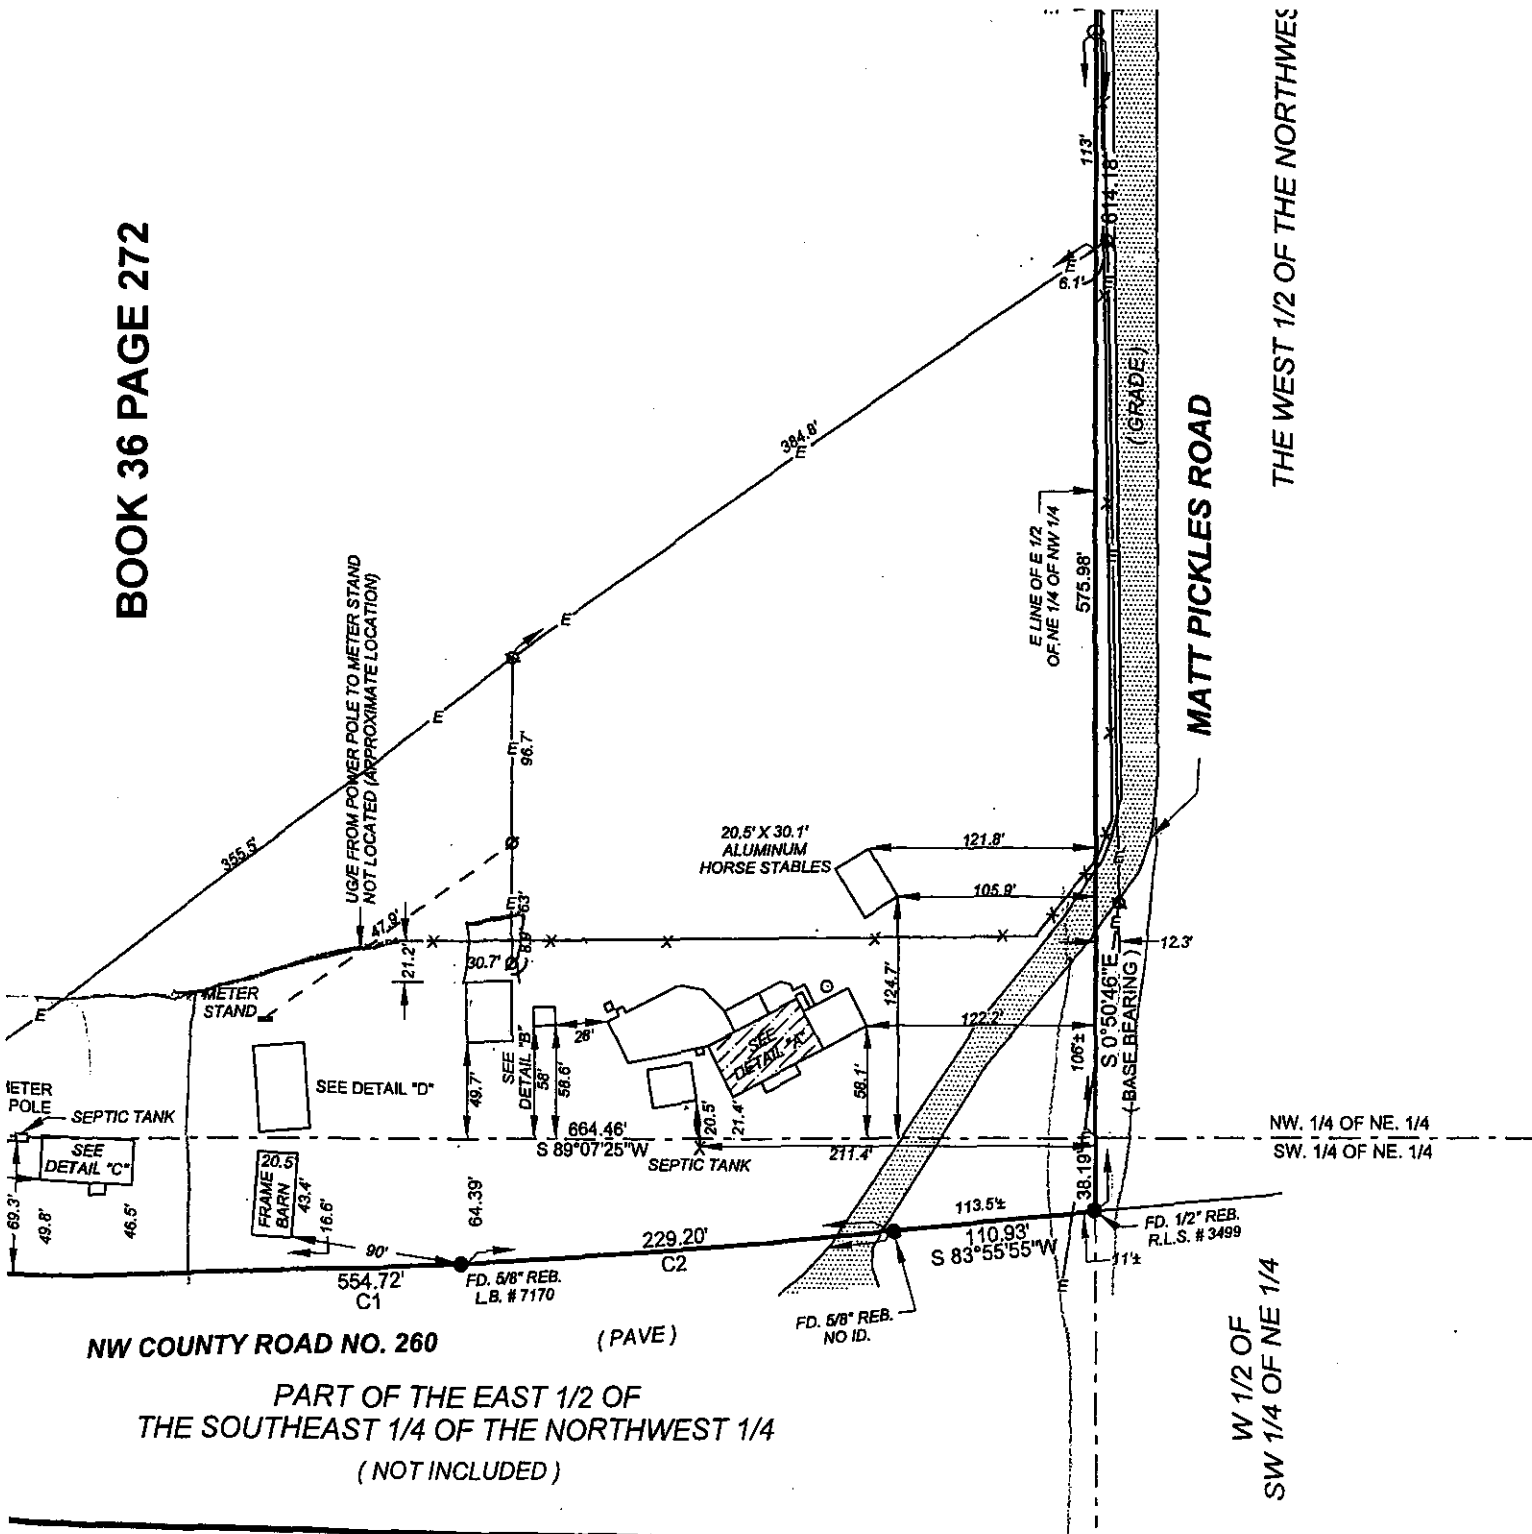 BOOK 36 PAGE 272
THE WEST 1/2 OF THE NORTHWES
113'
614.18
E
6.1'
E
(GRADE)
384.8'
E
MATT PICKLES ROAD
E LINE OF E 1/2
OF NE 1/4 OF NW 1/4
575.98'
E
UG/E FROM POWER POLE TO METER STAND
NOT LOCATED (APPROXIMATE LOCATION)
E
E
E
96.7'
355.5'
20.5' X 30.1'
ALUMINUM
HORSE STABLES
121.8'
105.9'
E
E
E
63'
8.9'
47.9'
21.2'
30.7'
12.3'
124.7'
METER
STAND
E
28'
122.2'
SEE
DETAIL "A"
SEE
DETAIL "B"
58'
58.6'
49.7'
58.1'
106'±
S 0°50'46"E
(BASE BEARING)
SEE DETAIL "D"
METER
POLE
SEPTIC TANK
20.5'
21.4'
664.46'
S 89°07'25"W
SEPTIC TANK
211.4'
NW. 1/4 OF NE. 1/4
SW. 1/4 OF NE. 1/4
SEE
DETAIL "C"
69.3'
49.8'
46.5'
FRAME
BARN
20.5'
43.4'
16.6'
64.39'
38.19'
90'
113.5'±
110.93'
S 83°55'55"W
FD. 1/2" REB.
R.L.S. # 3499
11'±
E
229.20'
C2
554.72'
C1
FD. 5/8" REB.
L.B. # 7170
FD. 5/8" REB.
NO ID.
NW COUNTY ROAD NO. 260
( PAVE )
PART OF THE EAST 1/2 OF
THE SOUTHEAST 1/4 OF THE NORTHWEST 1/4
( NOT INCLUDED )
W 1/2 OF
SW 1/4 OF NE 1/4